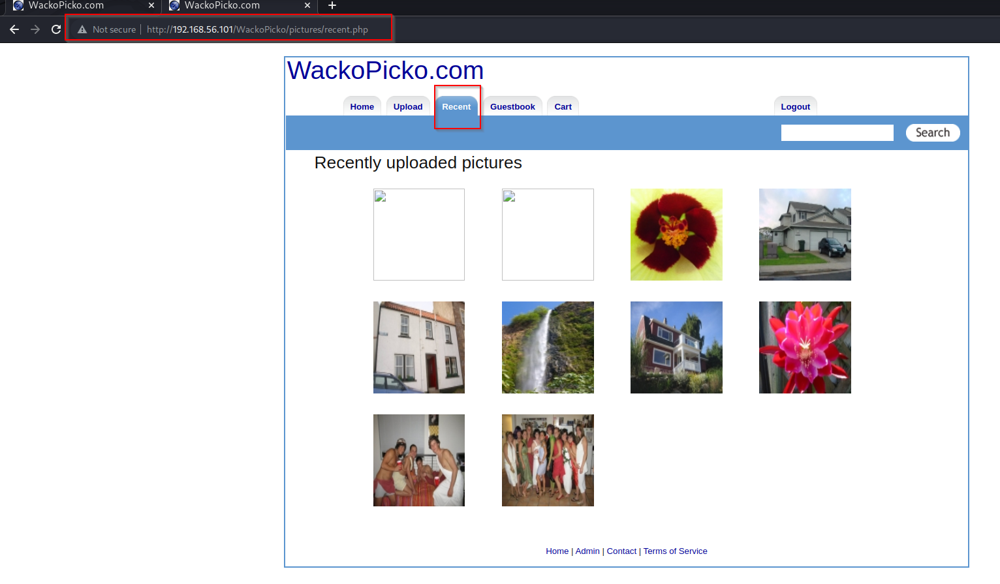 WackoPicko.com
WackoPicko.com
Not secure
http://192.168.56.101/WackoPicko/pictures/recent.php
WackoPicko.com
Home
Upload
Recent
Guestbook
Cart
Logout
Search
Recently uploaded pictures
Home | Admin | Contact | Terms of Service